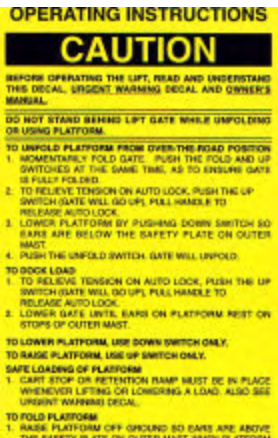 OPERATING INSTRUCTIONS
CAUTION
BEFORE OPERATING THE LIFT, READ AND UNDERSTAND
THIS DECAL, URGENT WARNING DECAL AND OWNER'S
MANUAL.
DO NOT STAND BEHIND LIFT GATE WHILE UNFOLDING
OR USING PLATFORM.
TO UNFOLD PLATFORM FROM OVER-THE-ROAD POSITION
1. MOMENTARILY FOLD GATE. PUSH THE FOLD AND UP
SWITCHES AT THE SAME TIME, AS TO ENSURE GATE
IS FULLY FOLDED.
2. TO RELIEVE TENSION ON AUTO LOCK, PUSH THE UP
SWITCH (GATE WILL GO UP), PULL HANDLE TO
RELEASE AUTO LOCK.
3. LOWER PLATFORM BY PUSHING DOWN SWITCH SO
EARS ARE BELOW THE SAFETY PLATE ON OUTER
MAST.
4. PUSH THE UNFOLD SWITCH. GATE WILL UNFOLD.
TO DOCK LOAD
1. TO RELIEVE TENSION ON AUTO LOCK, PUSH THE UP
SWITCH (GATE WILL GO UP), PULL HANDLE TO
RELEASE AUTO LOCK.
2. LOWER GATE UNTIL EARS ON PLATFORM REST ON
STOPS OF OUTER MAST.
TO LOWER PLATFORM, USE DOWN SWITCH ONLY.
TO RAISE PLATFORM, USE UP SWITCH ONLY.
SAFE LOADING OF PLATFORM
1. CART STOP OR RETENTION RAMP MUST BE IN PLACE
WHENEVER LIFTING OR LOWERING A LOAD. ALSO SEE
URGENT WARNING DECAL.
TO FOLD PLATFORM
1. RAISE PLATFORM OFF GROUND SO EARS ARE ABOVE